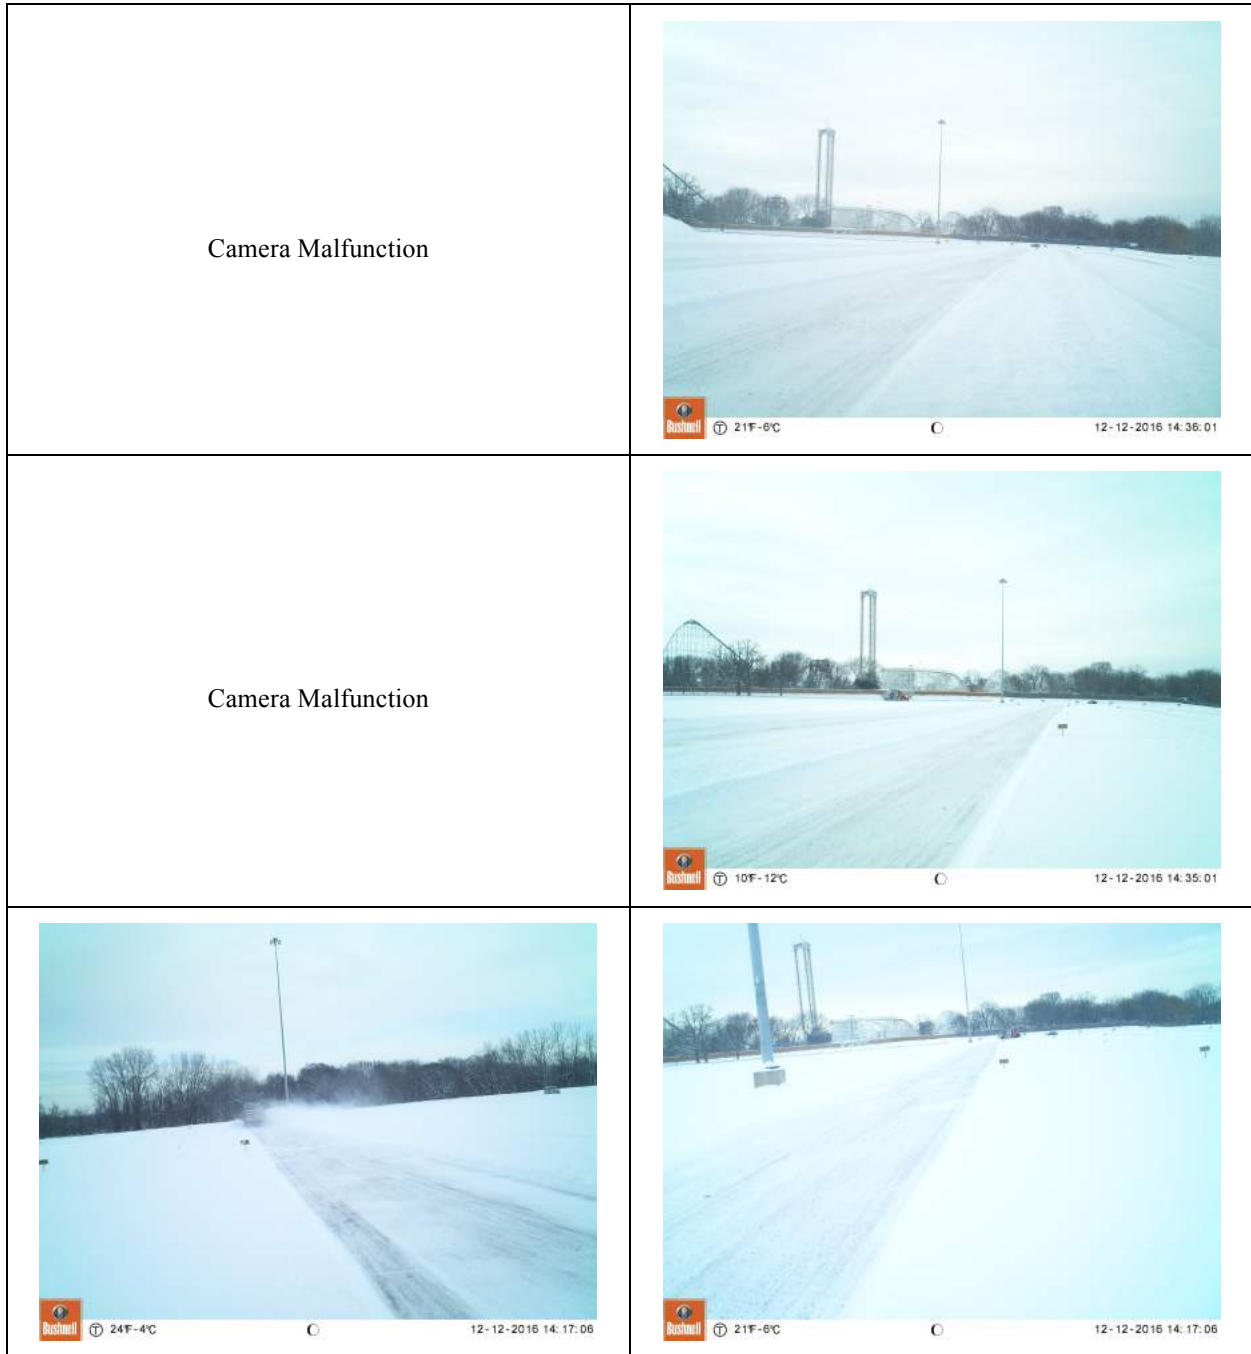 Camera Malfunction
Bushnell T 21°F-6°C 12-12-2016 14:36:01
Camera Malfunction
Bushnell T 10°F-12°C 12-12-2016 14:35:01
Bushnell T 24°F-4°C 12-12-2016 14:17:06
Bushnell T 21°F-6°C 12-12-2016 14:17:06